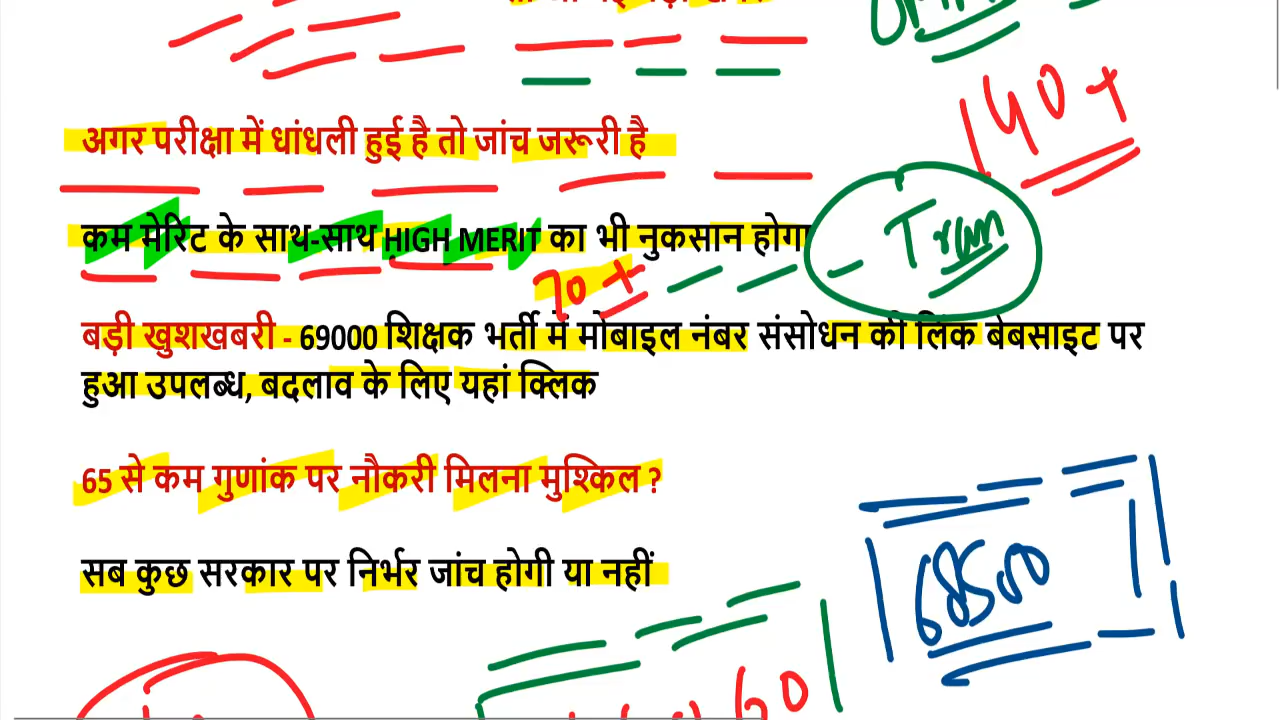 140+
अगर परीक्षा में धांधली हुई है तो जांच जरूरी है
कम मेरिट के साथ-साथ HIGH MERIT का भी नुकसान होगा
70+
बड़ी खुशखबरी - 69000 शिक्षक भर्ती में मोबाइल नंबर संसोधन की लिंक बेबसाइट पर
हुआ उपलब्ध, बदलाव के लिए यहां क्लिक
65 से कम गुणांक पर नौकरी मिलना मुश्किल ?
68500
सब कुछ सरकार पर निर्भर जांच होगी या नहीं
60